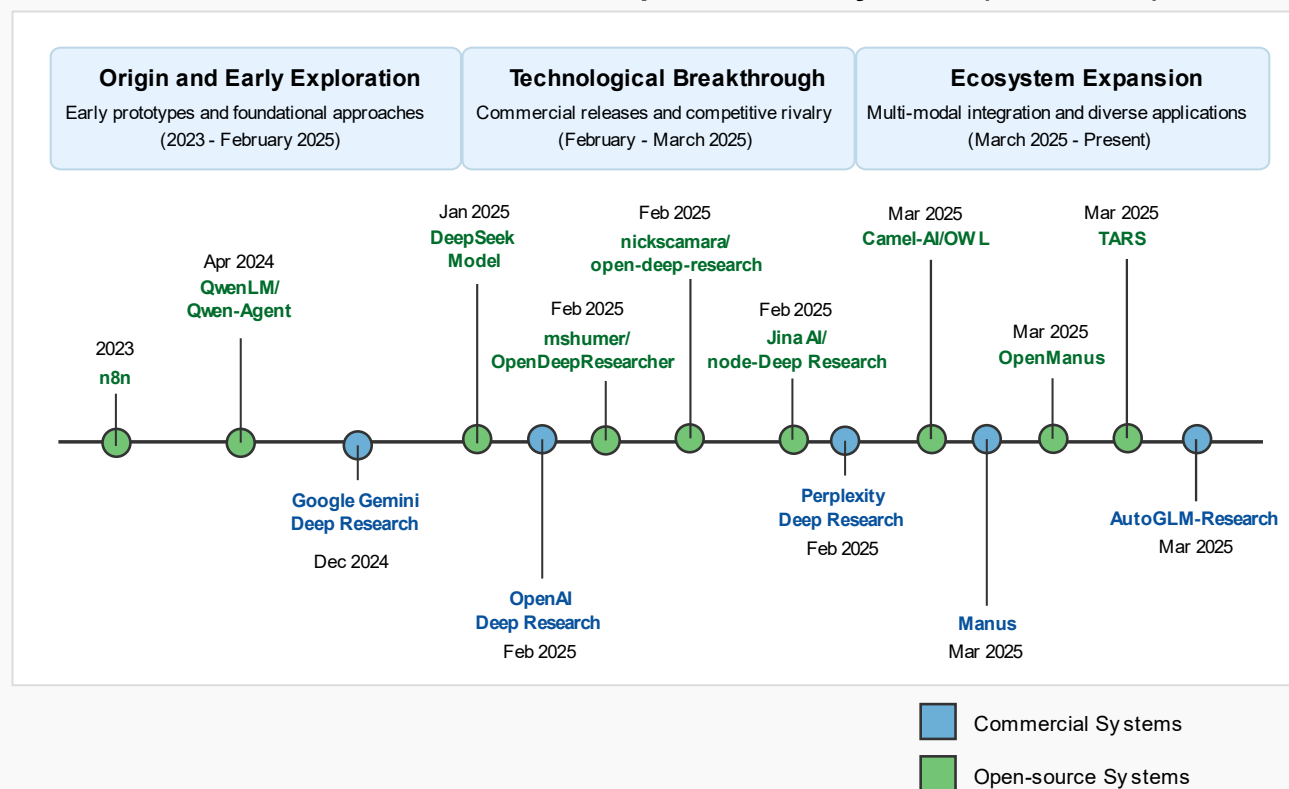 Origin and Early Exploration
Early prototypes and foundational approaches
(2023 - February 2025)
Technological Breakthrough
Commercial releases and competitive rivalry
(February - March 2025)
Ecosystem Expansion
Multi-modal integration and diverse applications
(March 2025 - Present)
2023
n8n
Apr 2024
QwenLM/
Qwen-Agent
Jan 2025
DeepSeek
Model
Feb 2025
mshumer/
OpenDeepResearcher
Feb 2025
nickscamara/
open-deep-research
Feb 2025
Jina AI/
node-Deep Research
Mar 2025
Camel-AI/OWL
Mar 2025
OpenManus
Mar 2025
TARS
Google Gemini
Deep Research
Dec 2024
OpenAI
Deep Research
Feb 2025
Perplexity
Deep Research
Feb 2025
Manus
Mar 2025
AutoGLM-Research
Mar 2025
Commercial Systems
Open-source Systems